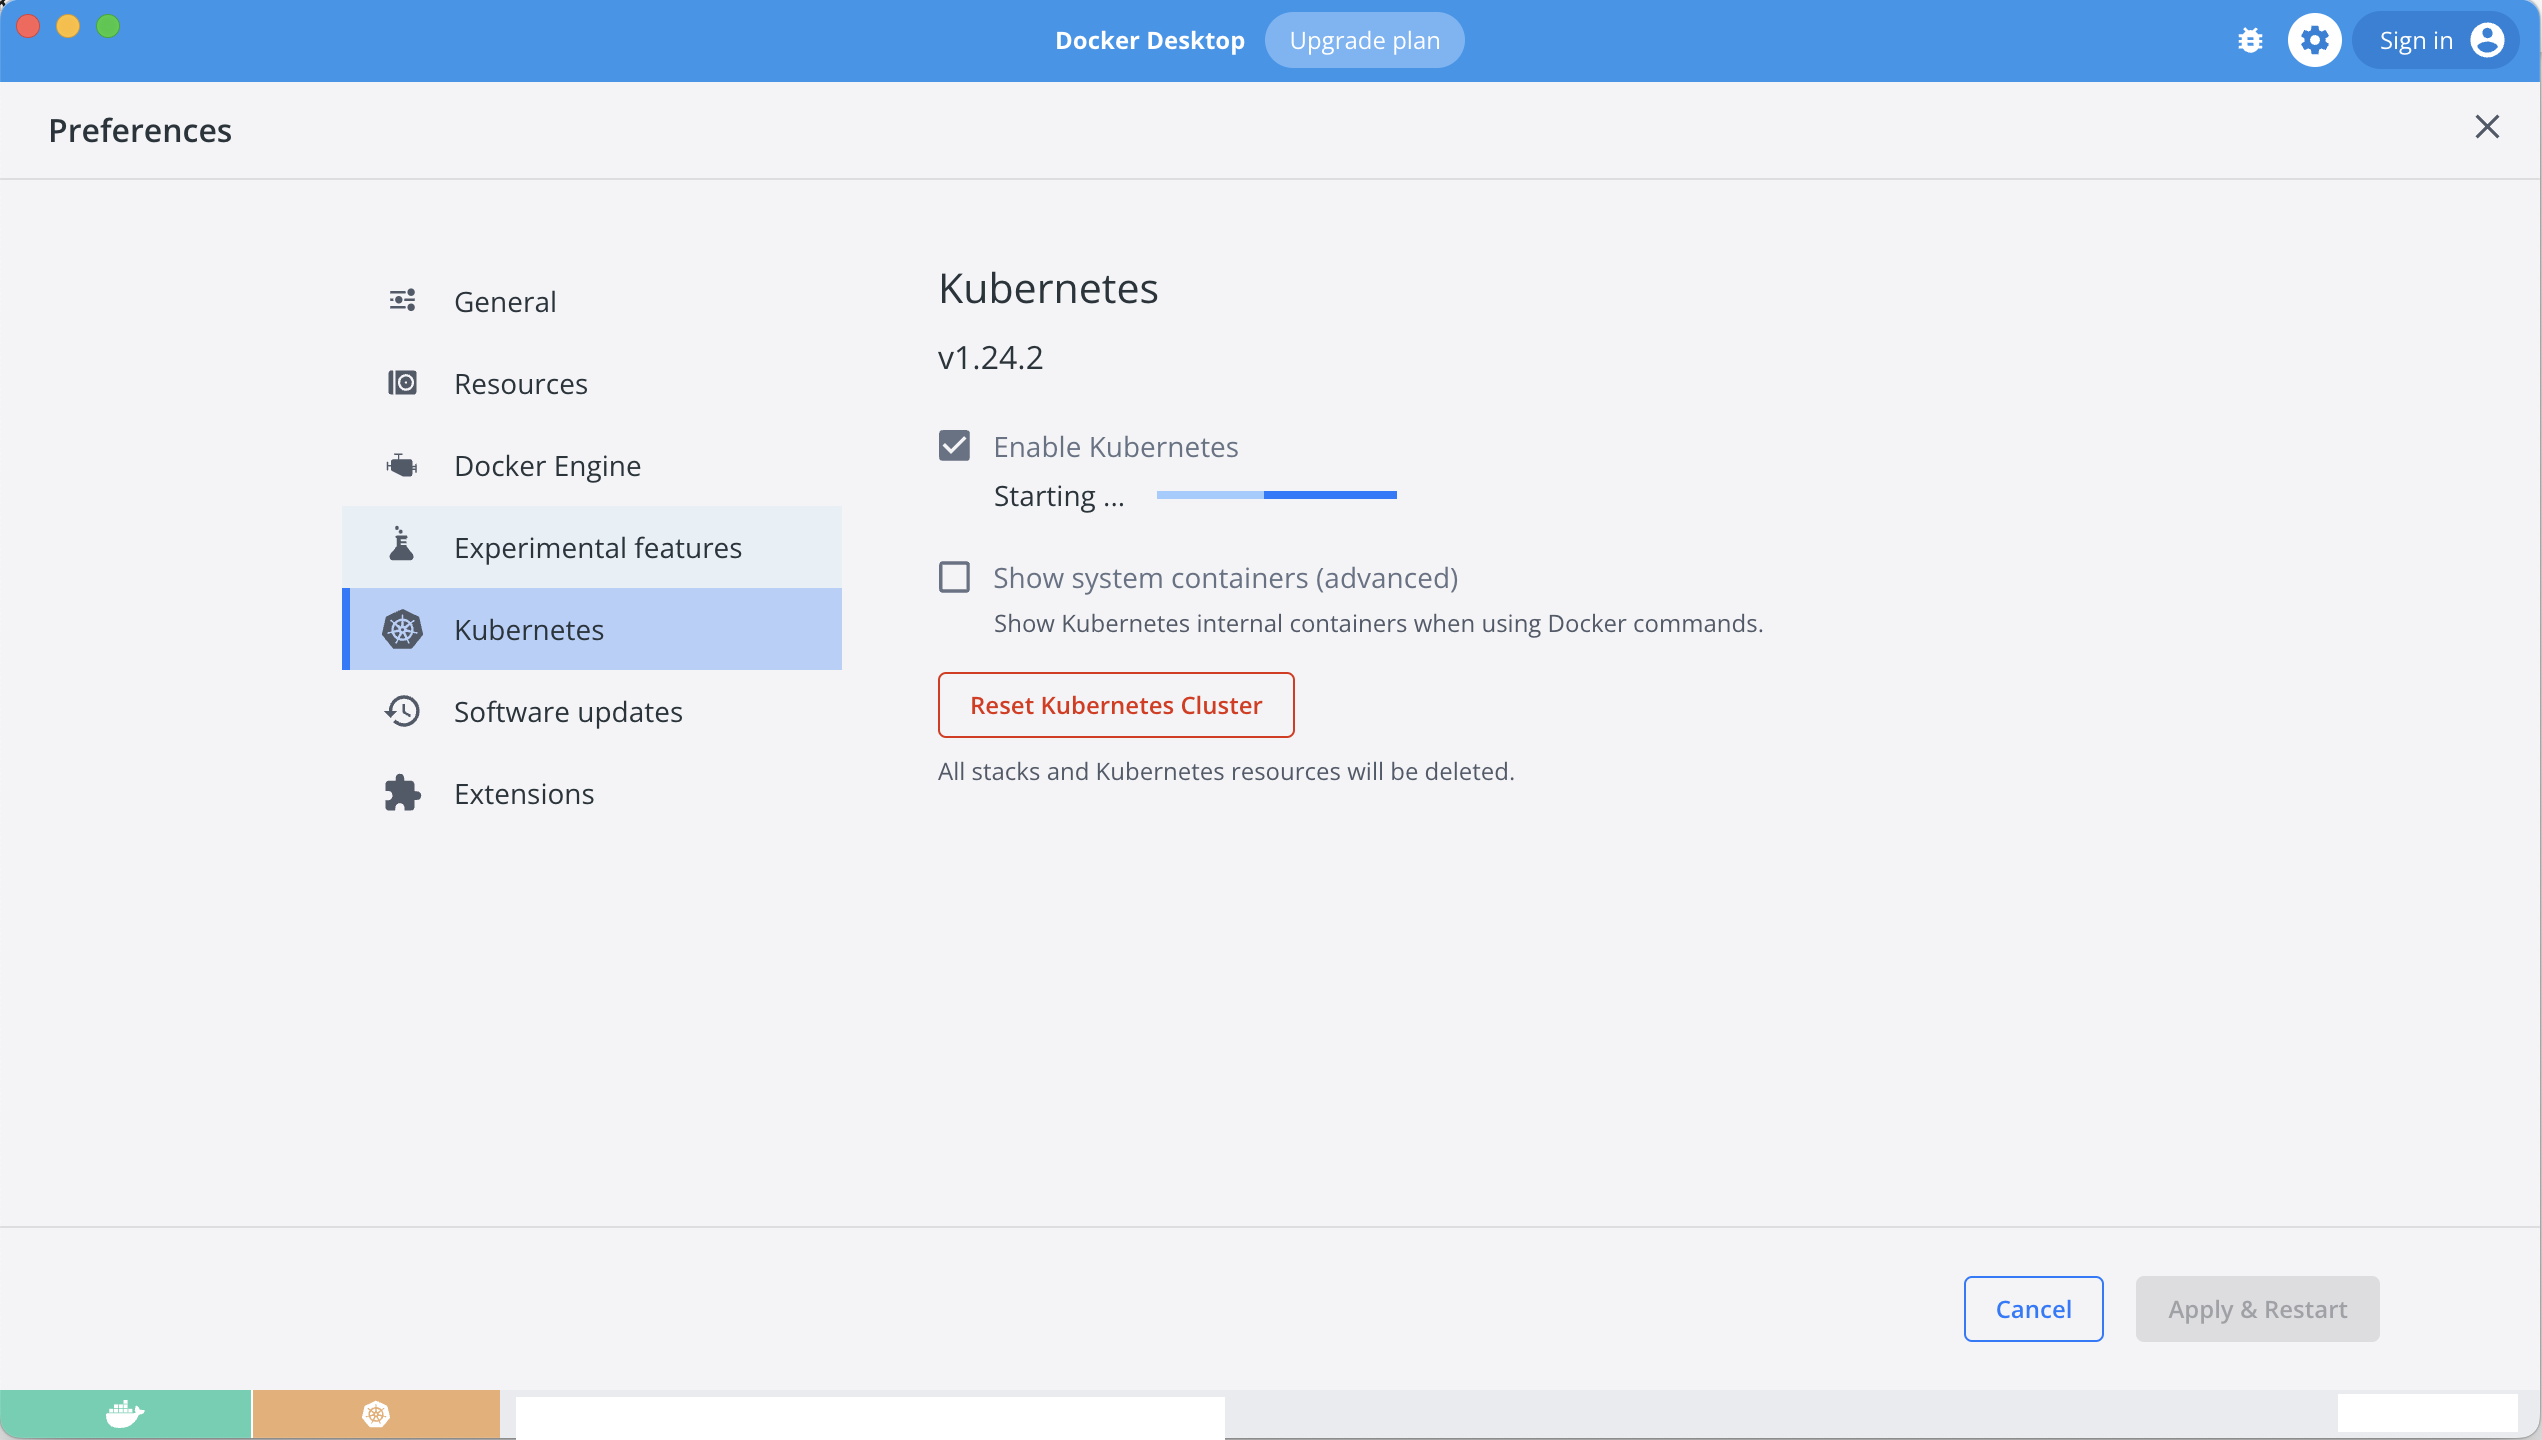 Docker Desktop
Upgrade plan
Sign in
Preferences
General
Resources
Docker Engine
Experimental features
Kubernetes
Software updates
Extensions
Kubernetes
v1.24.2
Enable Kubernetes
Starting ...
Show system containers (advanced)
Show Kubernetes internal containers when using Docker commands.
Reset Kubernetes Cluster
All stacks and Kubernetes resources will be deleted.
Cancel
Apply & Restart